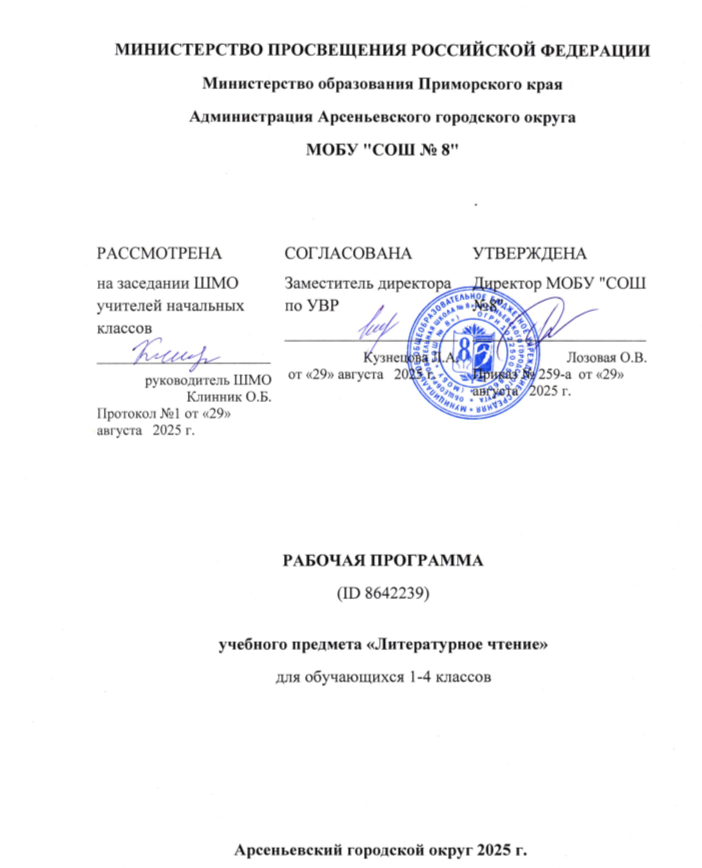 МИНИСТЕРСТВО ПРОСВЕЩЕНИЯ РОССИЙСКОЙ ФЕДЕРАЦИИ
Министерство образования Приморского края
Администрация Арсеньевского городского округа
МОБУ "СОШ № 8"
РАССМОТРЕНА
на заседании ШМО
учителей начальных
классов
руководитель ШМО
Клинник О.Б.
Протокол №1 от «29»
августа 2025 г.
СОГЛАСОВАНА
Заместитель директора
по УВР
Кузнецова Л.А.
от «29» августа 2025 г.
УТВЕРЖДЕНА
Директор МОБУ "СОШ
№8"
Лозовая О.В.
Приказ № 259-а от «29»
августа 2025 г.
8
РАБОЧАЯ ПРОГРАММА
(ID 8642239)
учебного предмета «Литературное чтение»
для обучающихся 1-4 классов
Арсеньевский городской округ 2025 г.